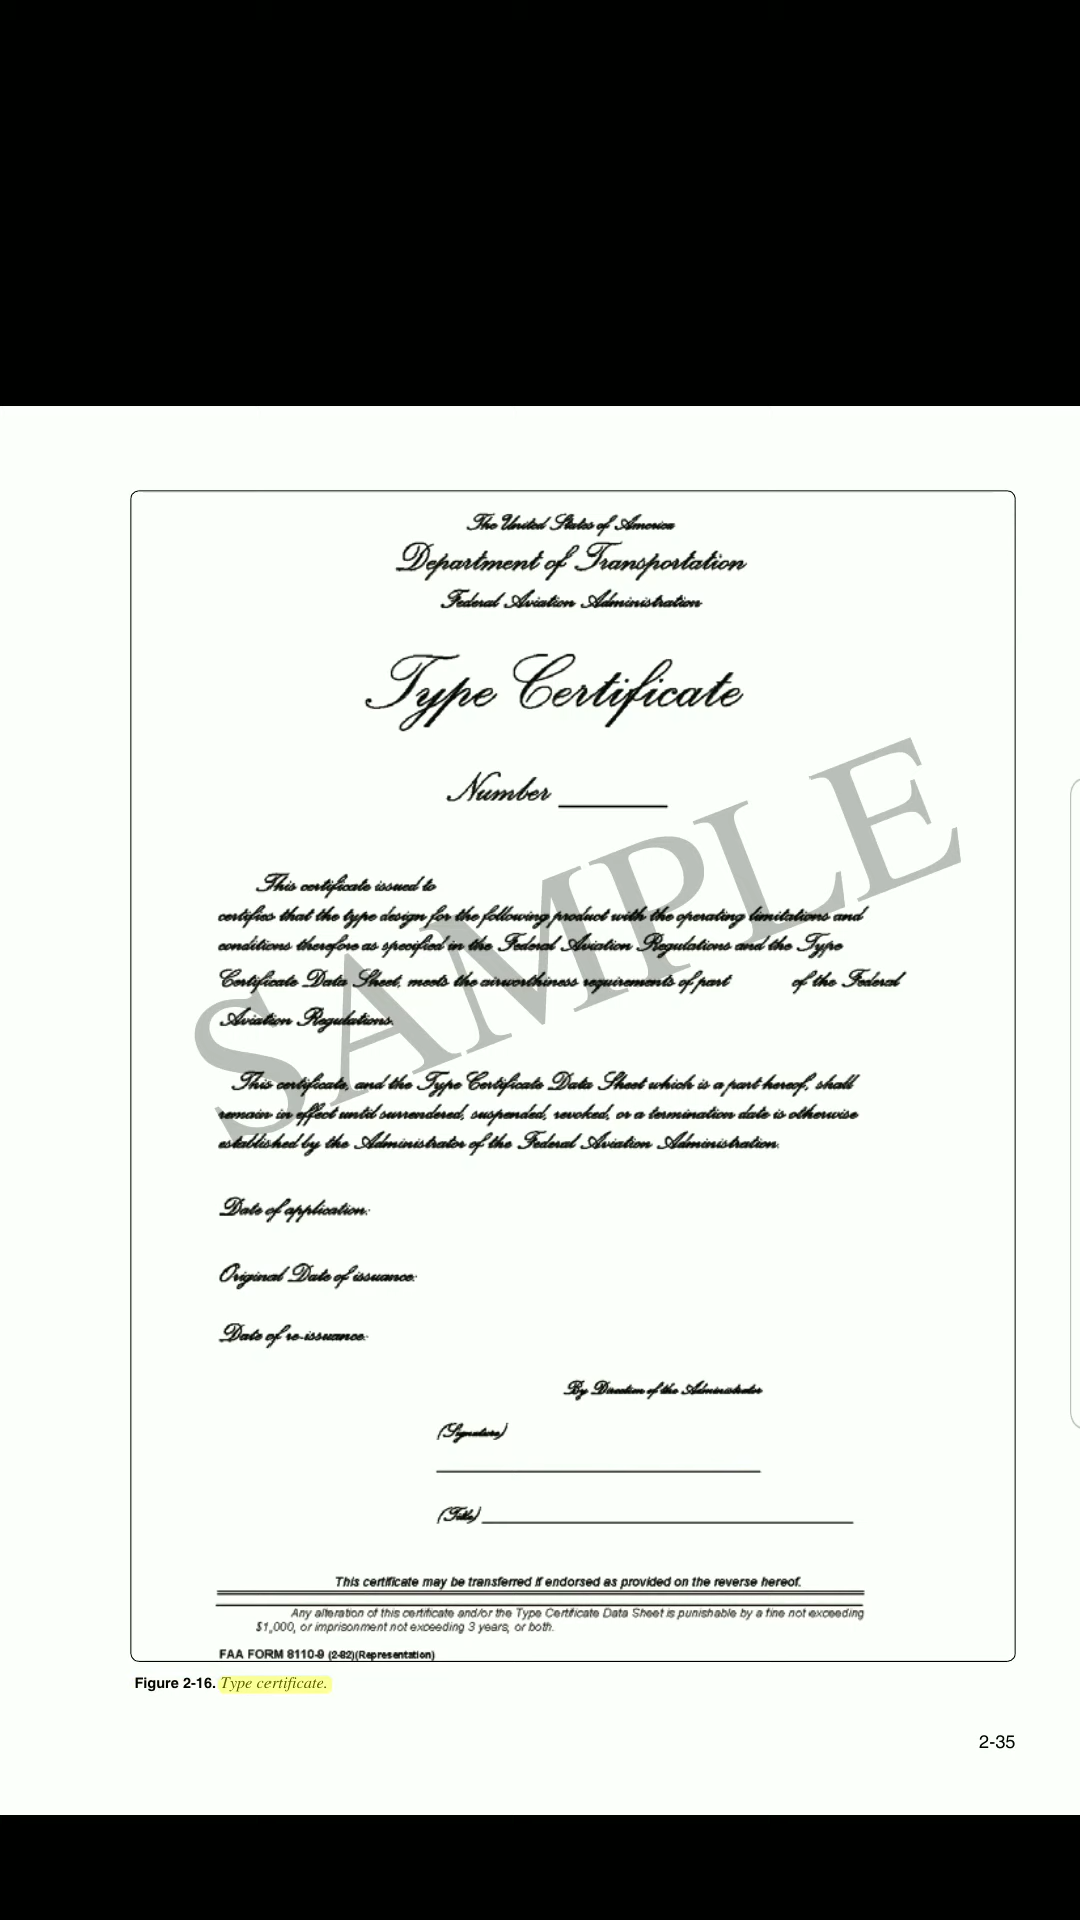 The United States of America
Department of Transportation
Federal Aviation Administration
Type Certificate
Number
SAMPLE
This certificate issued to
certifies that the type design for the following product with the operating limitations and
conditions therefore as specified in the Federal Aviation Regulations and the Type
Certificate Data Sheet, meets the airworthiness requirements of part of the Federal
Aviation Regulations.
This certificate, and the Type Certificate Data Sheet which is a part hereof, shall
remain in effect until surrendered, suspended, revoked, or a termination date is otherwise
established by the Administrator of the Federal Aviation Administration.
Date of application:
Original Date of issuance:
Date of re-issuance:
By Direction of the Administrator
(Signature)
(Title)
This certificate may be transferred if endorsed as provided on the reverse hereof.
Any alteration of this certificate and/or the Type Certificate Data Sheet is punishable by a fine not exceeding
$1,000, or imprisonment not exceeding 3 years, or both.
FAA FORM 8110-9 (2-82)(Representation)
Figure 2-16. Type certificate.
2-35